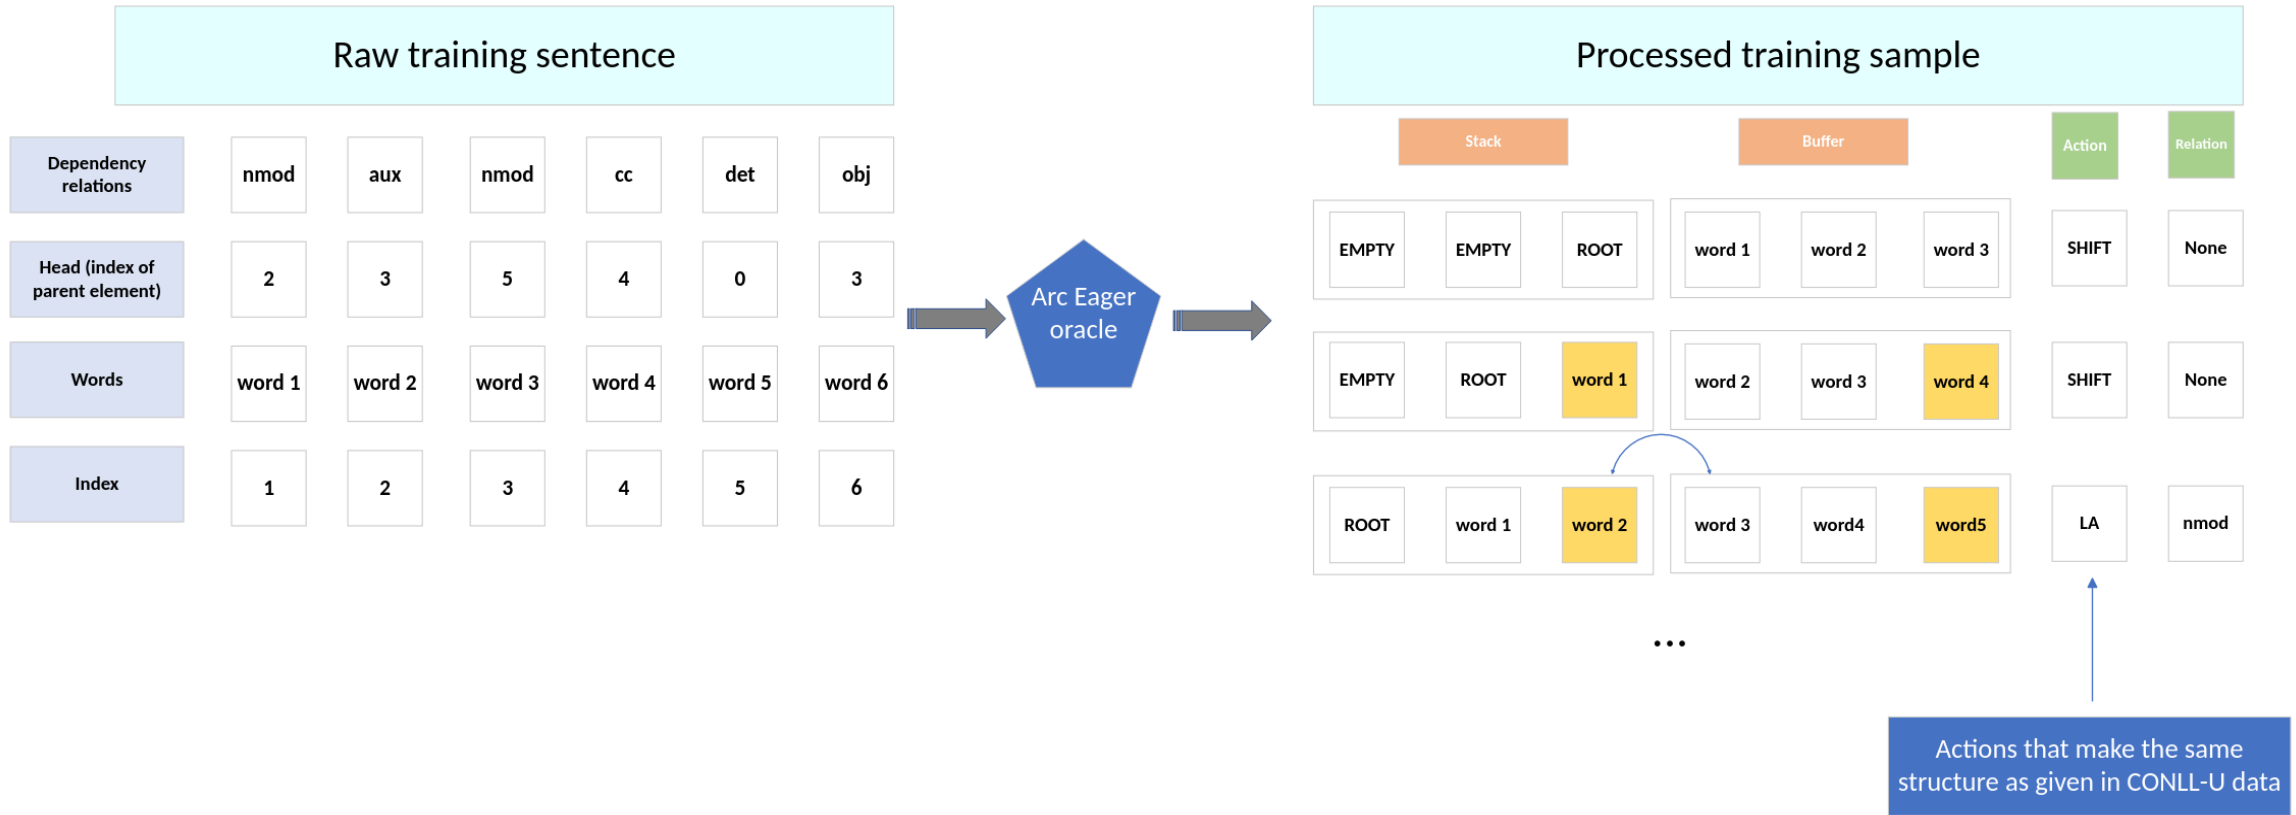 Raw training sentence
Dependency
relations
nmod aux nmod cc det obj
Head (index of
parent element)
2 3 5 4 0 3
Words
word 1 word 2 word 3 word 4 word 5 word 6
Index
1 2 3 4 5 6
Arc Eager
oracle
Processed training sample
Stack Buffer Action Relation
EMPTY EMPTY ROOT word 1 word 2 word 3 SHIFT None
EMPTY ROOT word 1 word 2 word 3 word 4 SHIFT None
ROOT word 1 word 2 word 3 word4 word5 LA nmod
...
Actions that make the same
structure as given in CONLL-U data